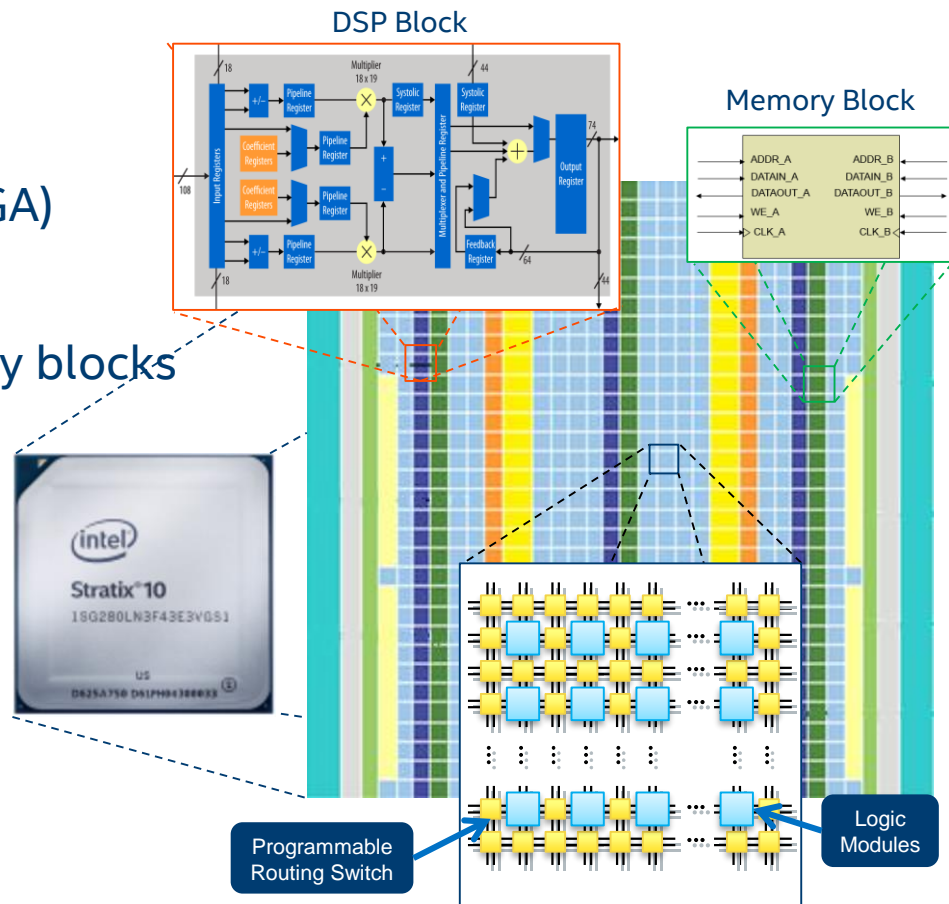 DSP Block
18
44
Multiplier
18 x 19
+/−
Pipeline
Register
×
Systolic
Register
Systolic
Register
74
Coefficient
Registers
Pipeline
Register
Input Registers
+
−
Multiplexer and Pipeline Register
+
Output
Register
108
Coefficient
Registers
Pipeline
Register
+/−
Pipeline
Register
×
Feedback
Register
64
18
Multiplier
18 x 19
44
Memory Block
ADDR_A ADDR_B
DATAIN_A DATAIN_B
DATAOUT_A DATAOUT_B
WE_A WE_B
CLK_A CLK_B
GA)
y blocks
intel
Stratix® 10
1SG280LN3F43E3VGS1
US
Programmable
Routing Switch
Logic
Modules